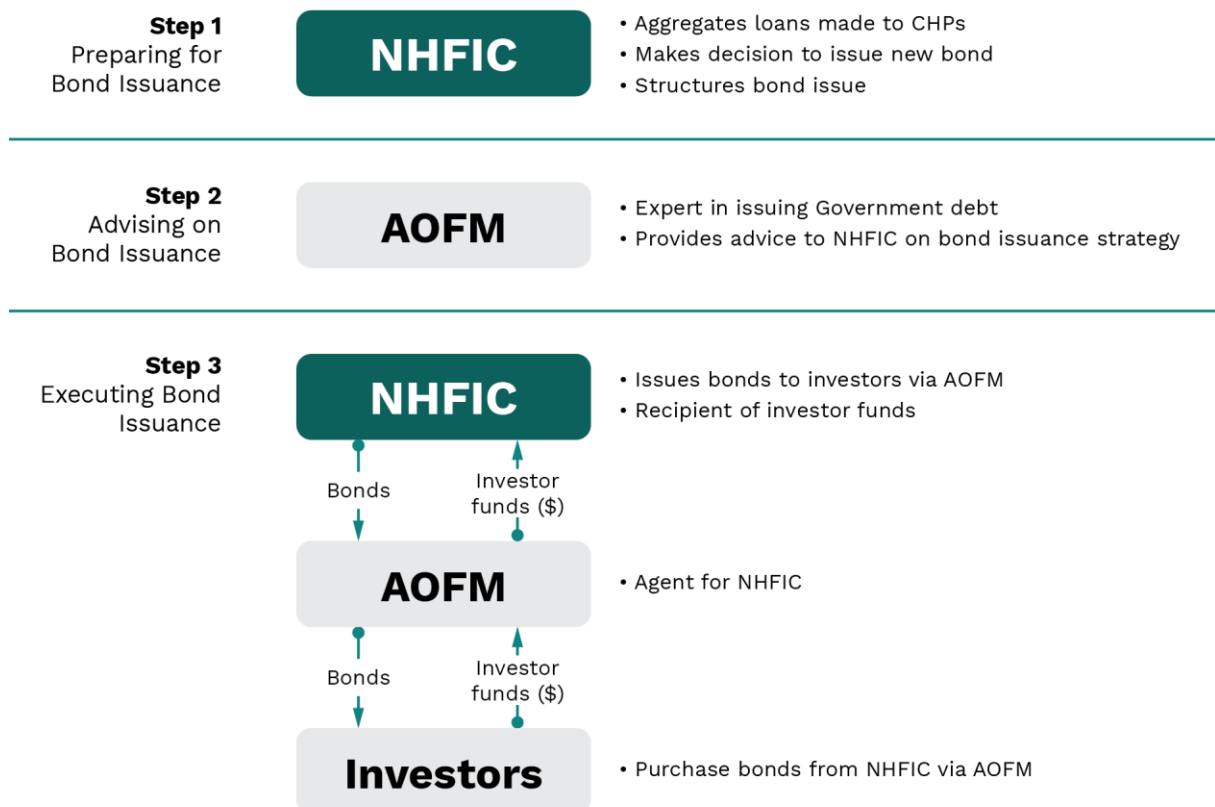 Step 1
Preparing for
Bond Issuance
NHFIC
• Aggregates loans made to CHPs
• Makes decision to issue new bond
• Structures bond issue
Step 2
Advising on
Bond Issuance
AOFM
• Expert in issuing Government debt
• Provides advice to NHFIC on bond issuance strategy
Step 3
Executing Bond
Issuance
NHFIC
• Issues bonds to investors via AOFM
• Recipient of investor funds
Bonds
Investor
funds ($)
AOFM
• Agent for NHFIC
Bonds
Investor
funds ($)
Investors
• Purchase bonds from NHFIC via AOFM